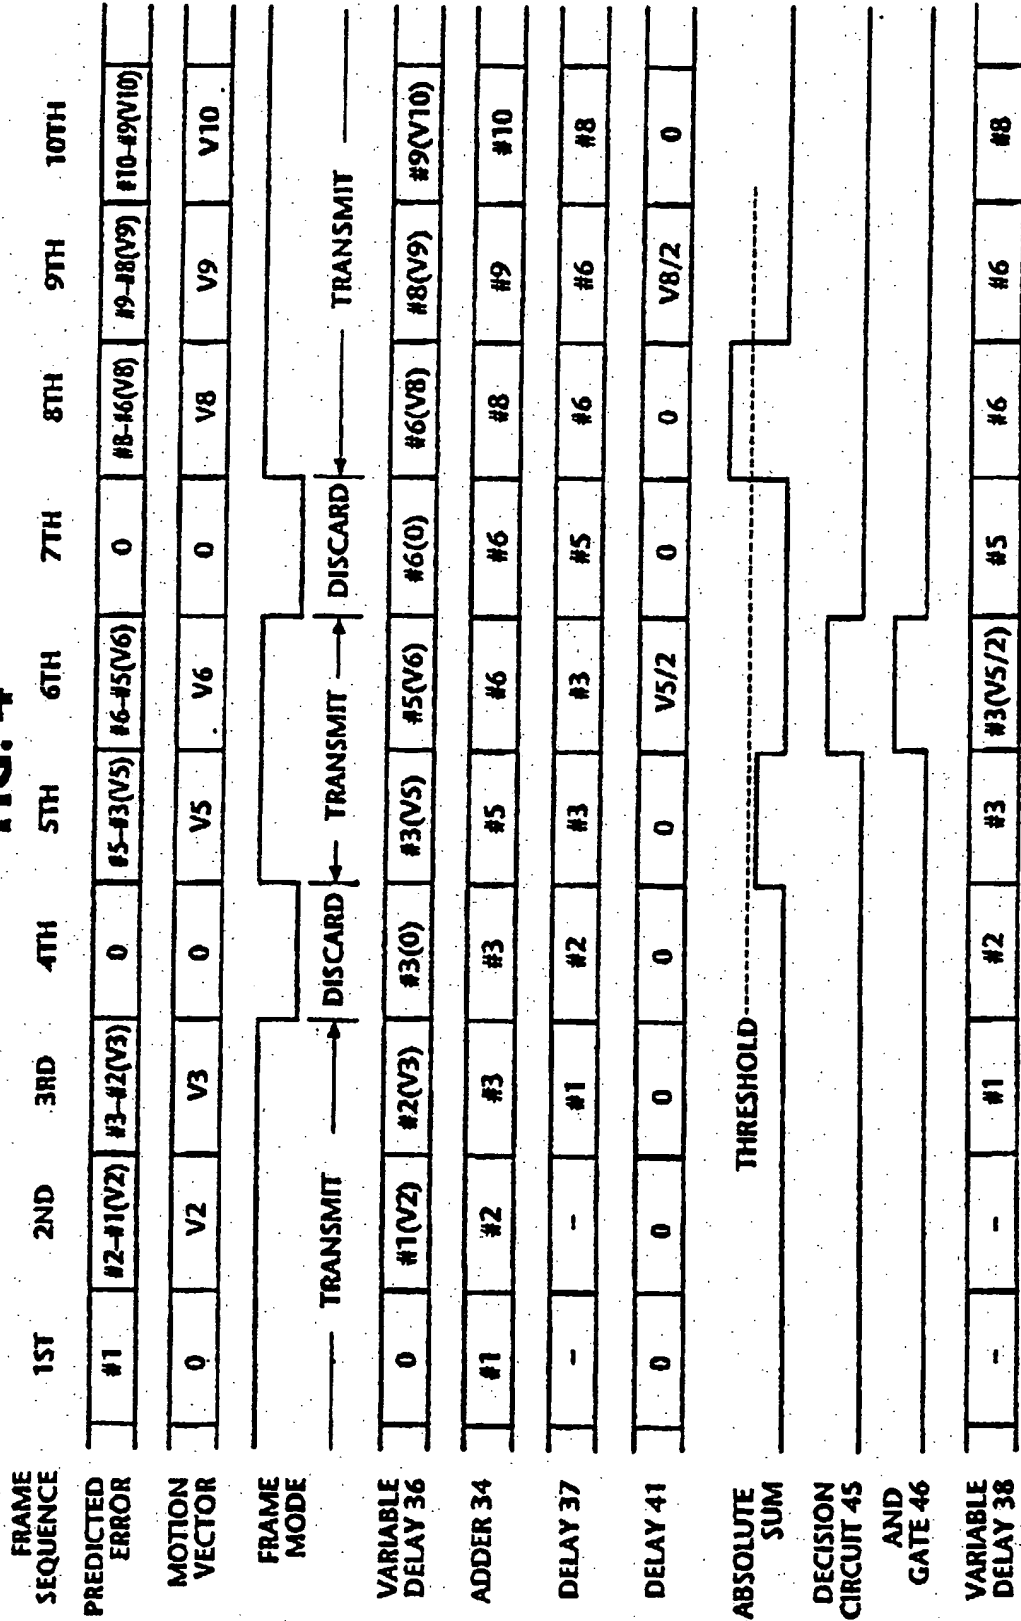 FIG. 4
FRAME SEQUENCE 1ST 2ND 3RD 4TH 5TH 6TH 7TH 8TH 9TH 10TH
PREDICTED ERROR #1 #2-#1(V2) #3-#2(V3) 0 #5-#3(V5) #6-#5(V6) 0 #8-#6(V8) #9-#8(V9) #10-#9(V10)
MOTION VECTOR 0 V2 V3 0 V5 V6 0 V8 V9 V10
FRAME MODE TRANSMIT DISCARD TRANSMIT DISCARD TRANSMIT
VARIABLE DELAY 36 0 #1(V2) #2(V3) #3(0) #3(V5) #5(V6) #6(0) #6(V8) #8(V9) #9(V10)
ADDER 34 #1 #2 #3 #3 #5 #6 #6 #8 #9 #10
DELAY 37 - - #1 #2 #3 #3 #5 #6 #6 #8
DELAY 41 0 0 0 0 0 V5/2 0 0 V8/2 0
ABSOLUTE SUM THRESHOLD
DECISION CIRCUIT 45
AND GATE 46
VARIABLE DELAY 38 - - #1 #2 #3 #3(V5/2) #5 #6 #6 #8